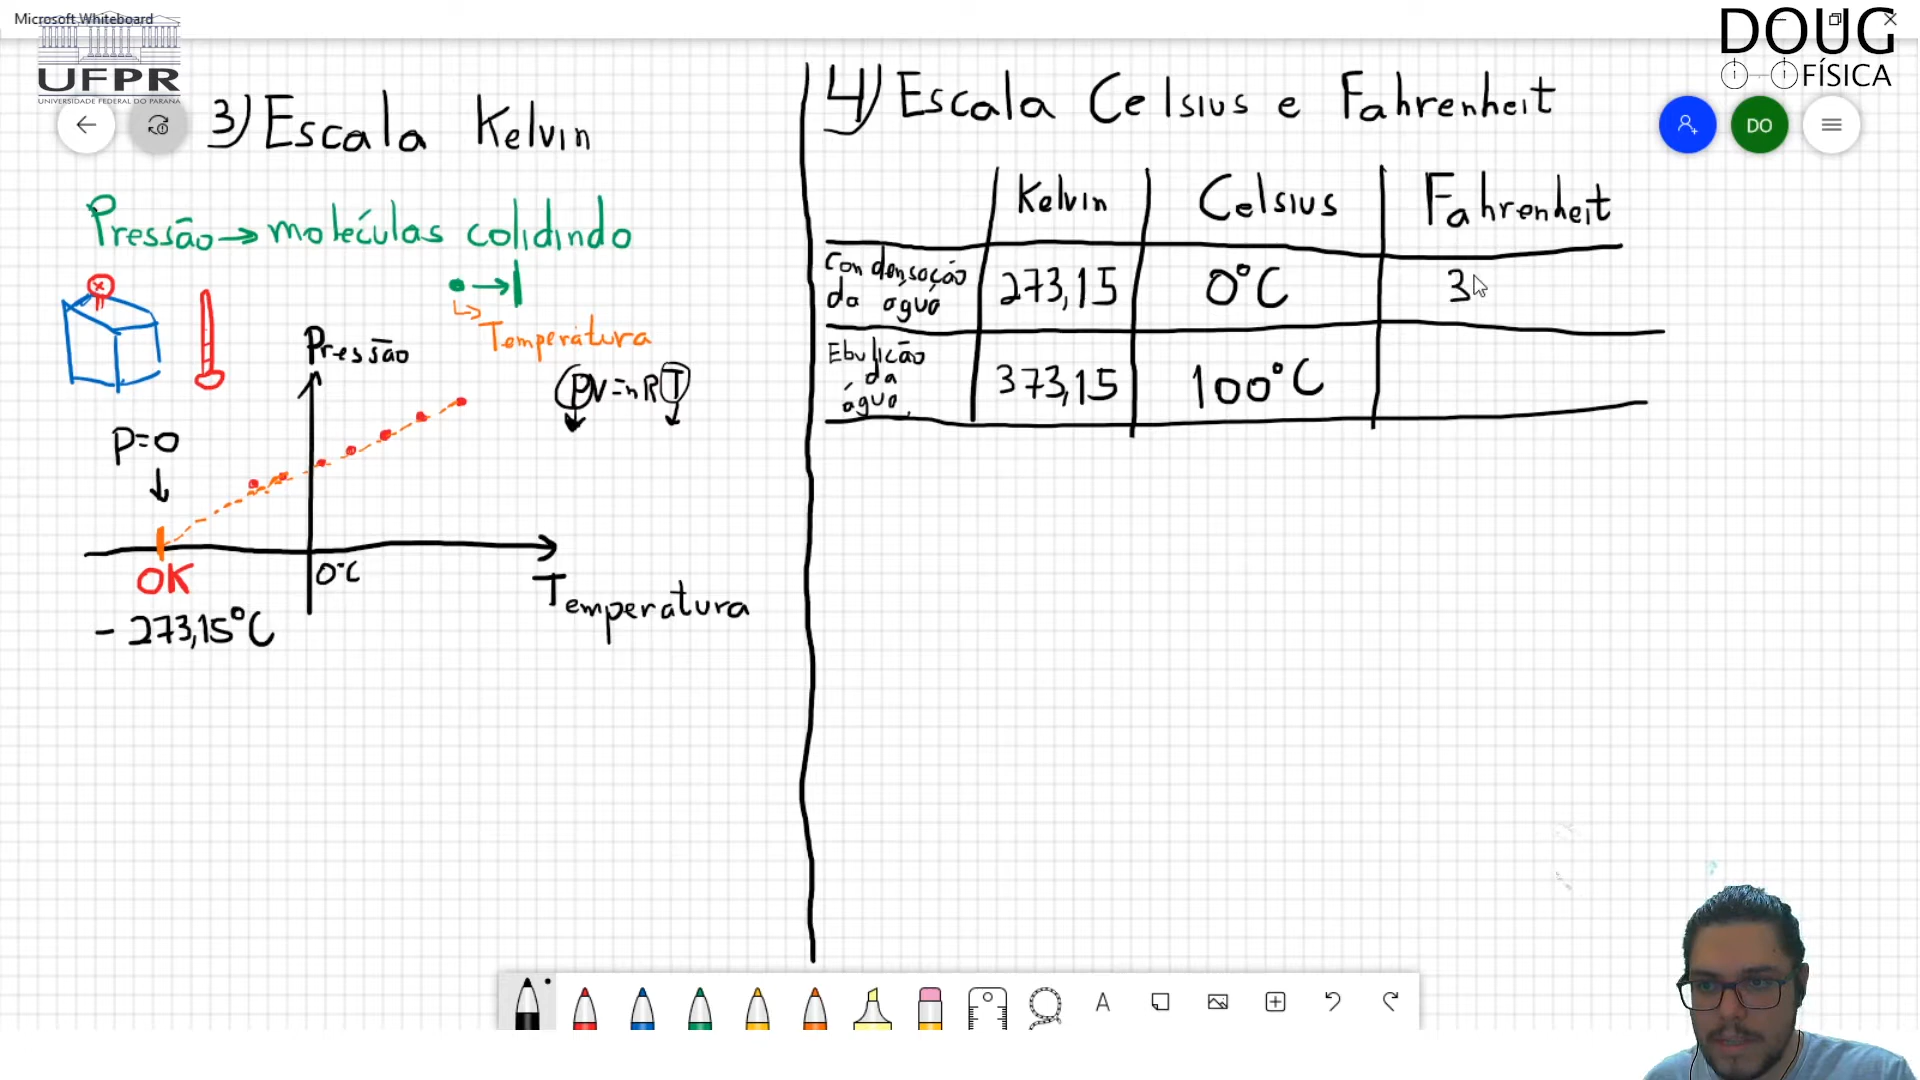 Microsoft Whiteboard
UFPR
UNIVERSIDADE FEDERAL DO PARANÁ
DOUG
FÍSICA
DO
3) Escala Kelvin
Pressão → moléculas colidindo
Temperatura
Pressão
PV=nRT
P=0
0K
0°C
Temperatura
- 273,15°C
4) Escala Celsius e Fahrenheit
Kelvin Celsius Fahrenheit
Condensação
da água
273,15 0°C 3
Ebulição
da
água
373,15 100°C
A